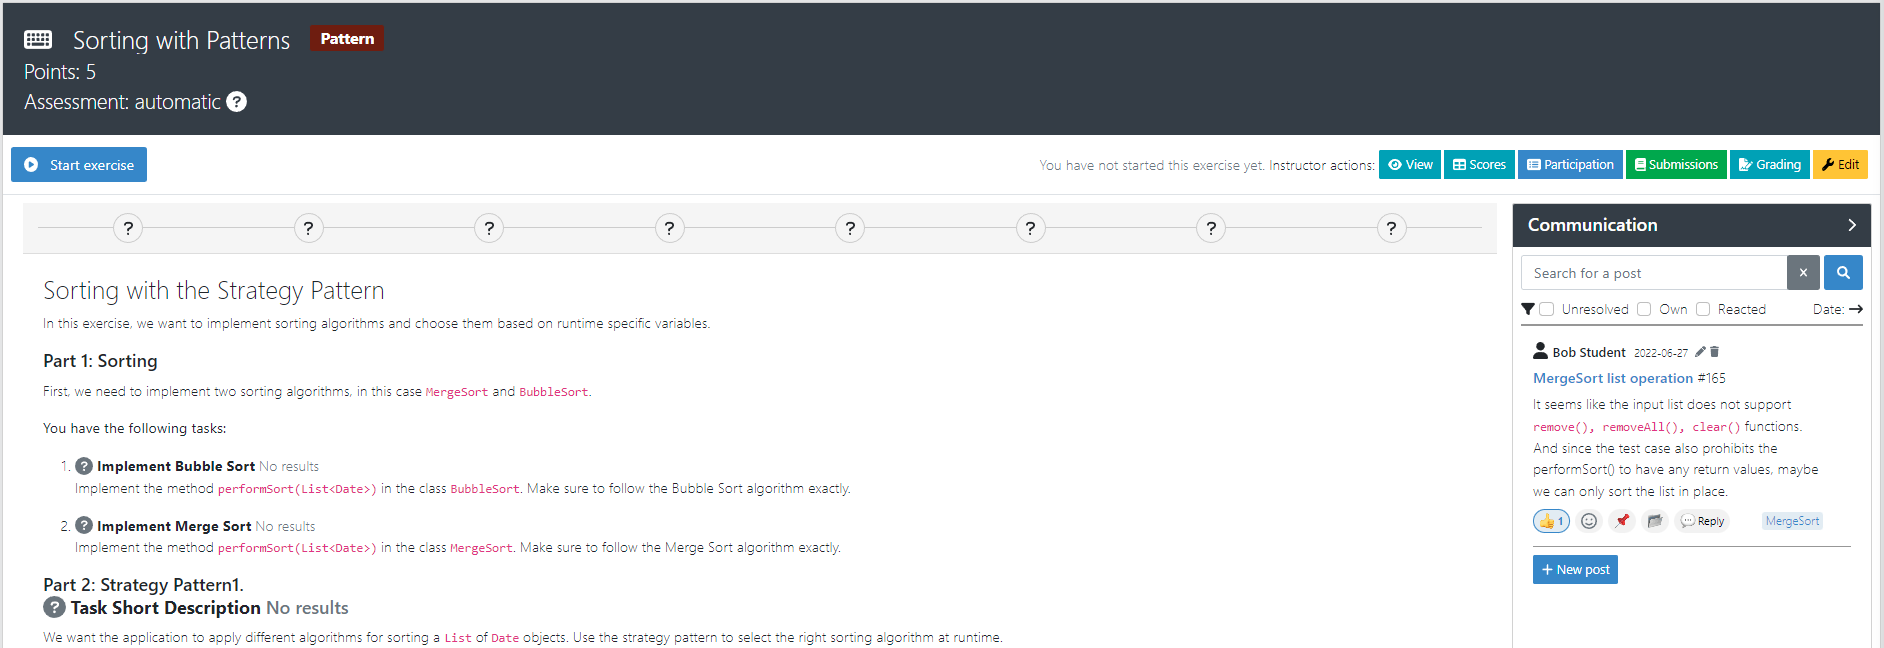 Sorting with Patterns Pattern
Points: 5
Assessment: automatic ?
Start exercise
You have not started this exercise yet. Instructor actions: View Scores Participation Submissions Grading Edit
? ? ? ? ? ? ? ?
Sorting with the Strategy Pattern
In this exercise, we want to implement sorting algorithms and choose them based on runtime specific variables.
Part 1: Sorting
First, we need to implement two sorting algorithms, in this case MergeSort and BubbleSort.
You have the following tasks:
1. ? Implement Bubble Sort No results
Implement the method performSort(List<Date>) in the class BubbleSort. Make sure to follow the Bubble Sort algorithm exactly.
2. ? Implement Merge Sort No results
Implement the method performSort(List<Date>) in the class MergeSort. Make sure to follow the Merge Sort algorithm exactly.
Part 2: Strategy Pattern1.
? Task Short Description No results
We want the application to apply different algorithms for sorting a List of Date objects. Use the strategy pattern to select the right sorting algorithm at runtime.
Communication
Search for a post x
Unresolved Own Reacted Date:
Bob Student 2022-06-27
MergeSort list operation #165
It seems like the input list does not support
remove(), removeAll(), clear() functions.
And since the test case also prohibits the
performSort() to have any return values, maybe
we can only sort the list in place.
1 Reply MergeSort
+ New post